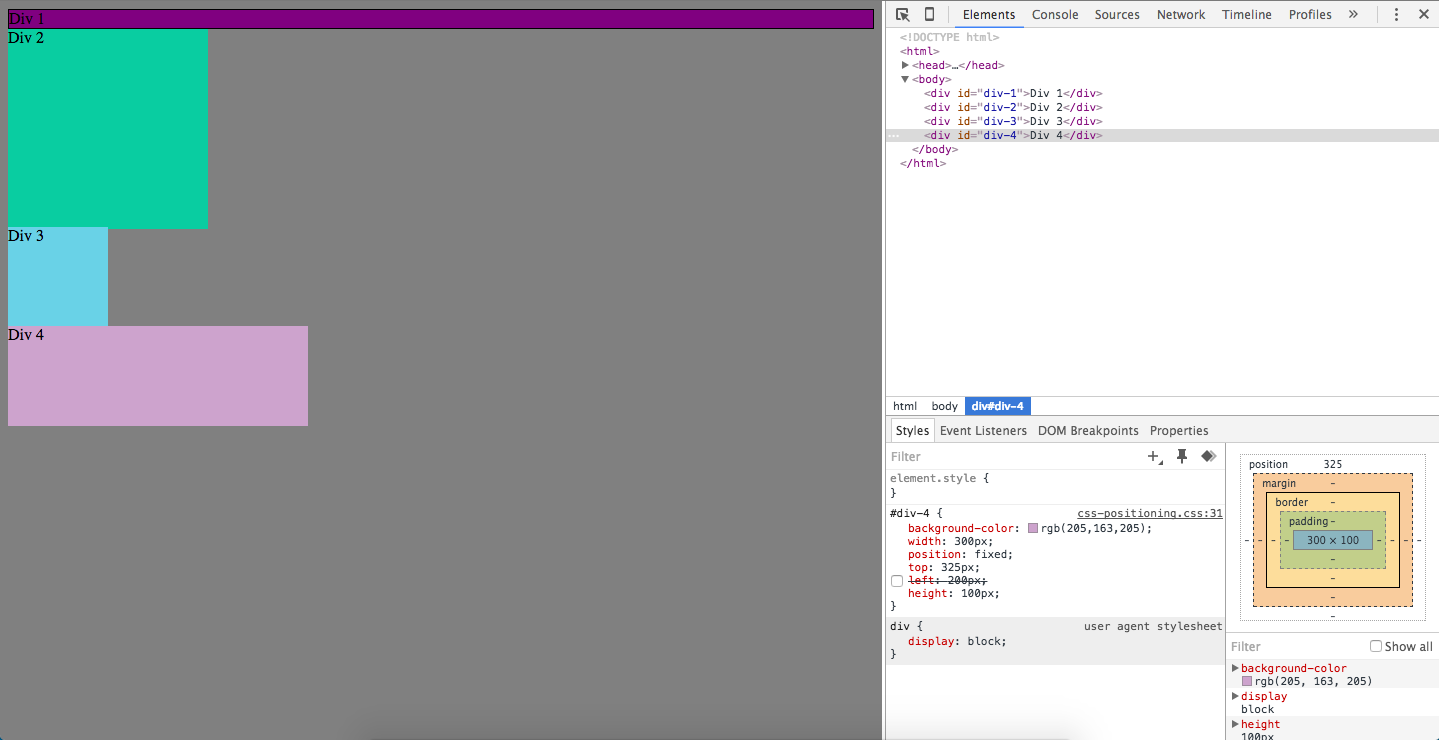 Div 1
Div 2
Div 3
Div 4
Elements Console Sources Network Timeline Profiles »
<!DOCTYPE html>
<html>
<head>…</head>
<body>
<div id="div-1">Div 1</div>
<div id="div-2">Div 2</div>
<div id="div-3">Div 3</div>
<div id="div-4">Div 4</div>
</body>
</html>
html body div#div-4
Styles Event Listeners DOM Breakpoints Properties
Filter
element.style {
}
#div-4 { css-positioning.css:31
background-color: rgb(205,163,205);
width: 300px;
position: fixed;
top: 325px;
left: 200px;
height: 100px;
}
div { user agent stylesheet
display: block;
}
position 325
margin -
border -
padding -
- - - - 300 × 100 - - - -
-
-
-
-
Filter Show all
background-color
rgb(205, 163, 205)
display
block
height
100px